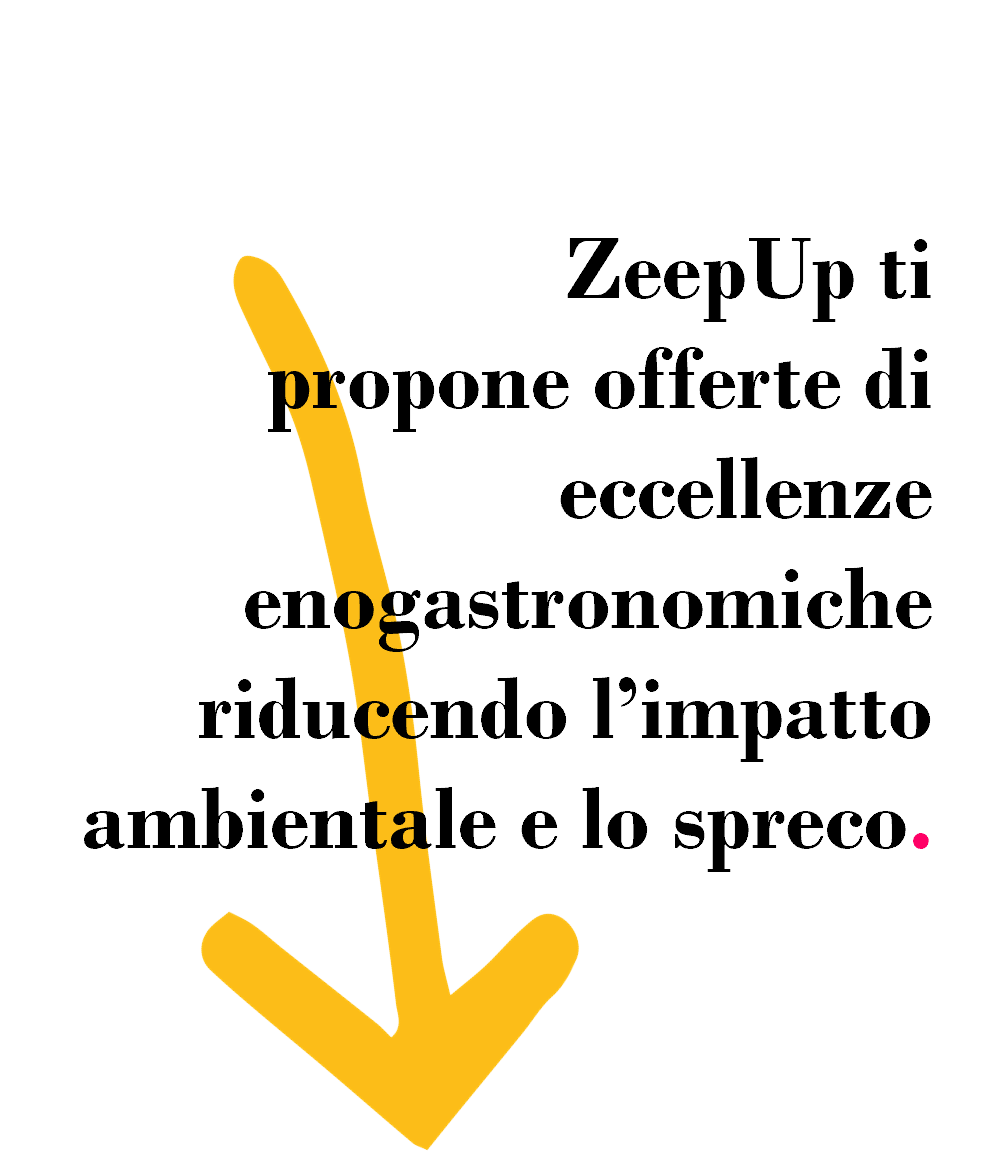 ZeepUp ti
propone offerte di
eccellenze
enogastronomiche
riducendo l’impatto
ambientale e lo spreco.